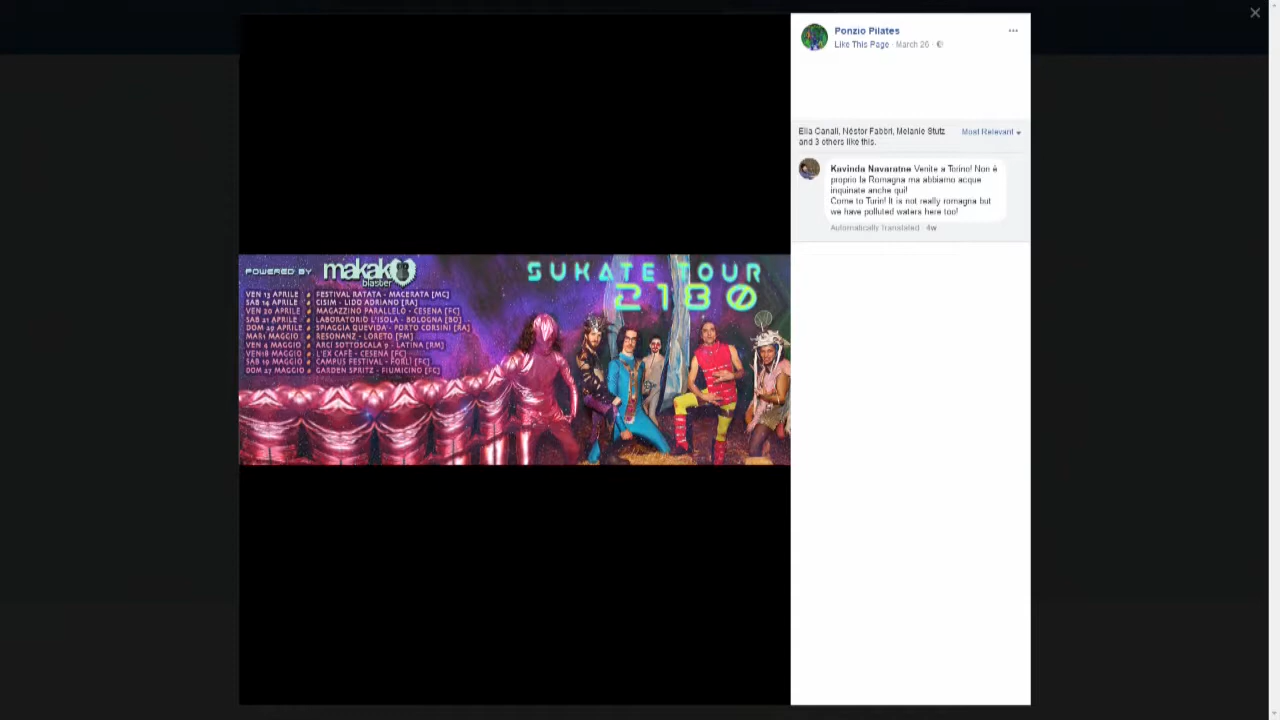 Ponzio Pilates
Like This Page · March 26 ·
Elia Canali, Néstor Fabbri, Melanie Stutz
and 3 others like this.
Most Relevant
Kavinda Navaratne Venite a Torino! Non è
proprio la Romagna ma abbiamo acque
inquinate anche qui!
Come to Turin! It is not really romagna but
we have polluted waters here too!
Automatically Translated · 4w
POWERED BY makako
blaster
SUKATE TOUR
2180
VEN 13 APRILE FESTIVAL RATATA - MACERATA [MC]
SAB 14 APRILE CISIM - LIDO ADRIANO [RA]
VEN 20 APRILE MAGAZZINO PARALLELO - CESENA [FC]
SAB 21 APRILE LABORATORIO L'ISOLA - BOLOGNA [BO]
DOM 29 APRILE SPIAGGIA QUEVIDA - PORTO CORSINI [RA]
MAR1 MAGGIO RESONANZ - LORETO [FM]
VEN 4 MAGGIO ARCI SOTTOSCALA 9 - LATINA [RM]
VEN18 MAGGIO L'EX CAFÈ - CESENA [FC]
SAB 19 MAGGIO CAMPUS FESTIVAL - FORLÌ [FC]
DOM 27 MAGGIO GARDEN SPRITZ - FIUMICINO [FC]